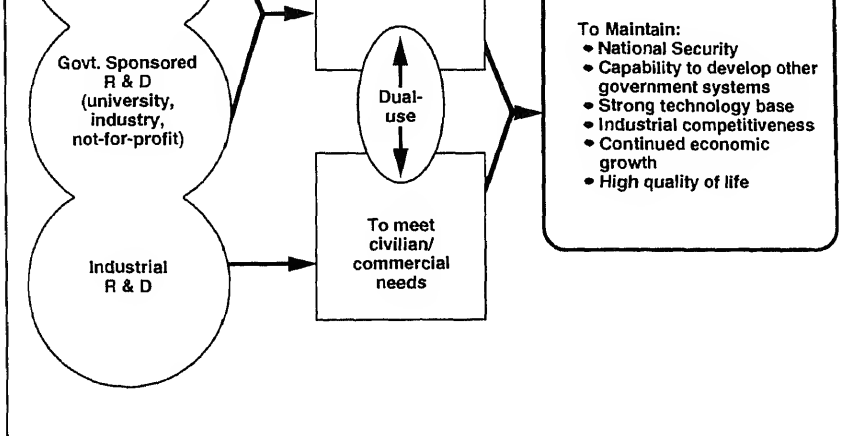 Govt. Sponsored
R & D
(university,
industry,
not-for-profit)
Industrial
R & D
Dual-
use
To meet
civilian/
commercial
needs
To Maintain:
• National Security
• Capability to develop other
government systems
• Strong technology base
• Industrial competitiveness
• Continued economic
growth
• High quality of life